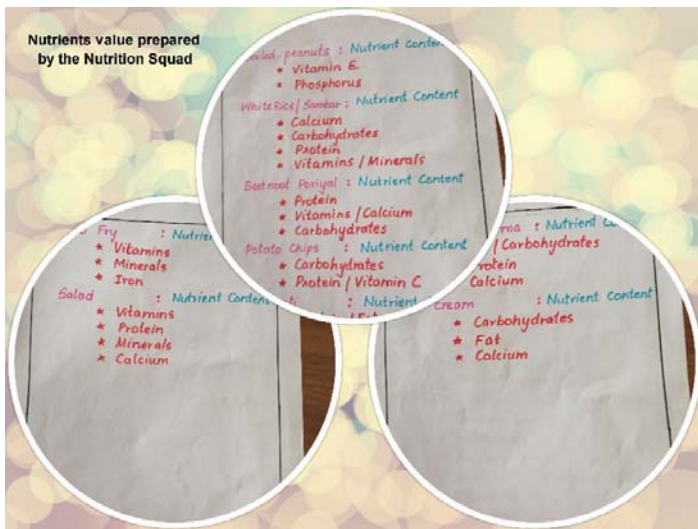 Nutrients value prepared
by the Nutrition Squad
peanuts : Nutrient Content
* Vitamin E
* Phosphorus
White Rice / Sambar : Nutrient Content
* Calcium
* Carbohydrates
* Protein
* Vitamins / Minerals
Beetroot Poriyal : Nutrient Content
* Protein
* Vitamins / Calcium
* Carbohydrates
Potato Chips : Nutrient Content
* Carbohydrates
* Protein / Vitamin C
Fry : Nutrient
* Vitamins
* Minerals
* Iron
Salad : Nutrient Content
* Vitamins
* Protein
* Minerals
* Calcium
: Nutrient Content
/ Carbohydrates
Protein
Calcium
Cream : Nutrient Content
* Carbohydrates
* Fat
* Calcium